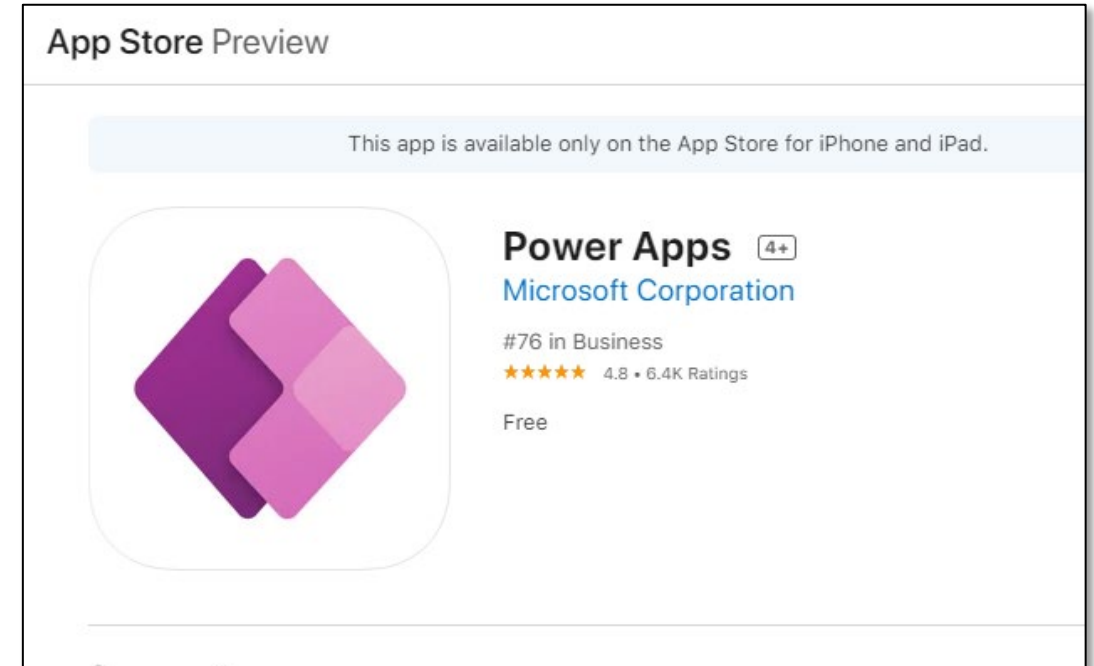 App Store Preview
This app is available only on the App Store for iPhone and iPad.
Power Apps 4+
Microsoft Corporation
#76 in Business
★★★★★ 4.8 • 6.4K Ratings
Free